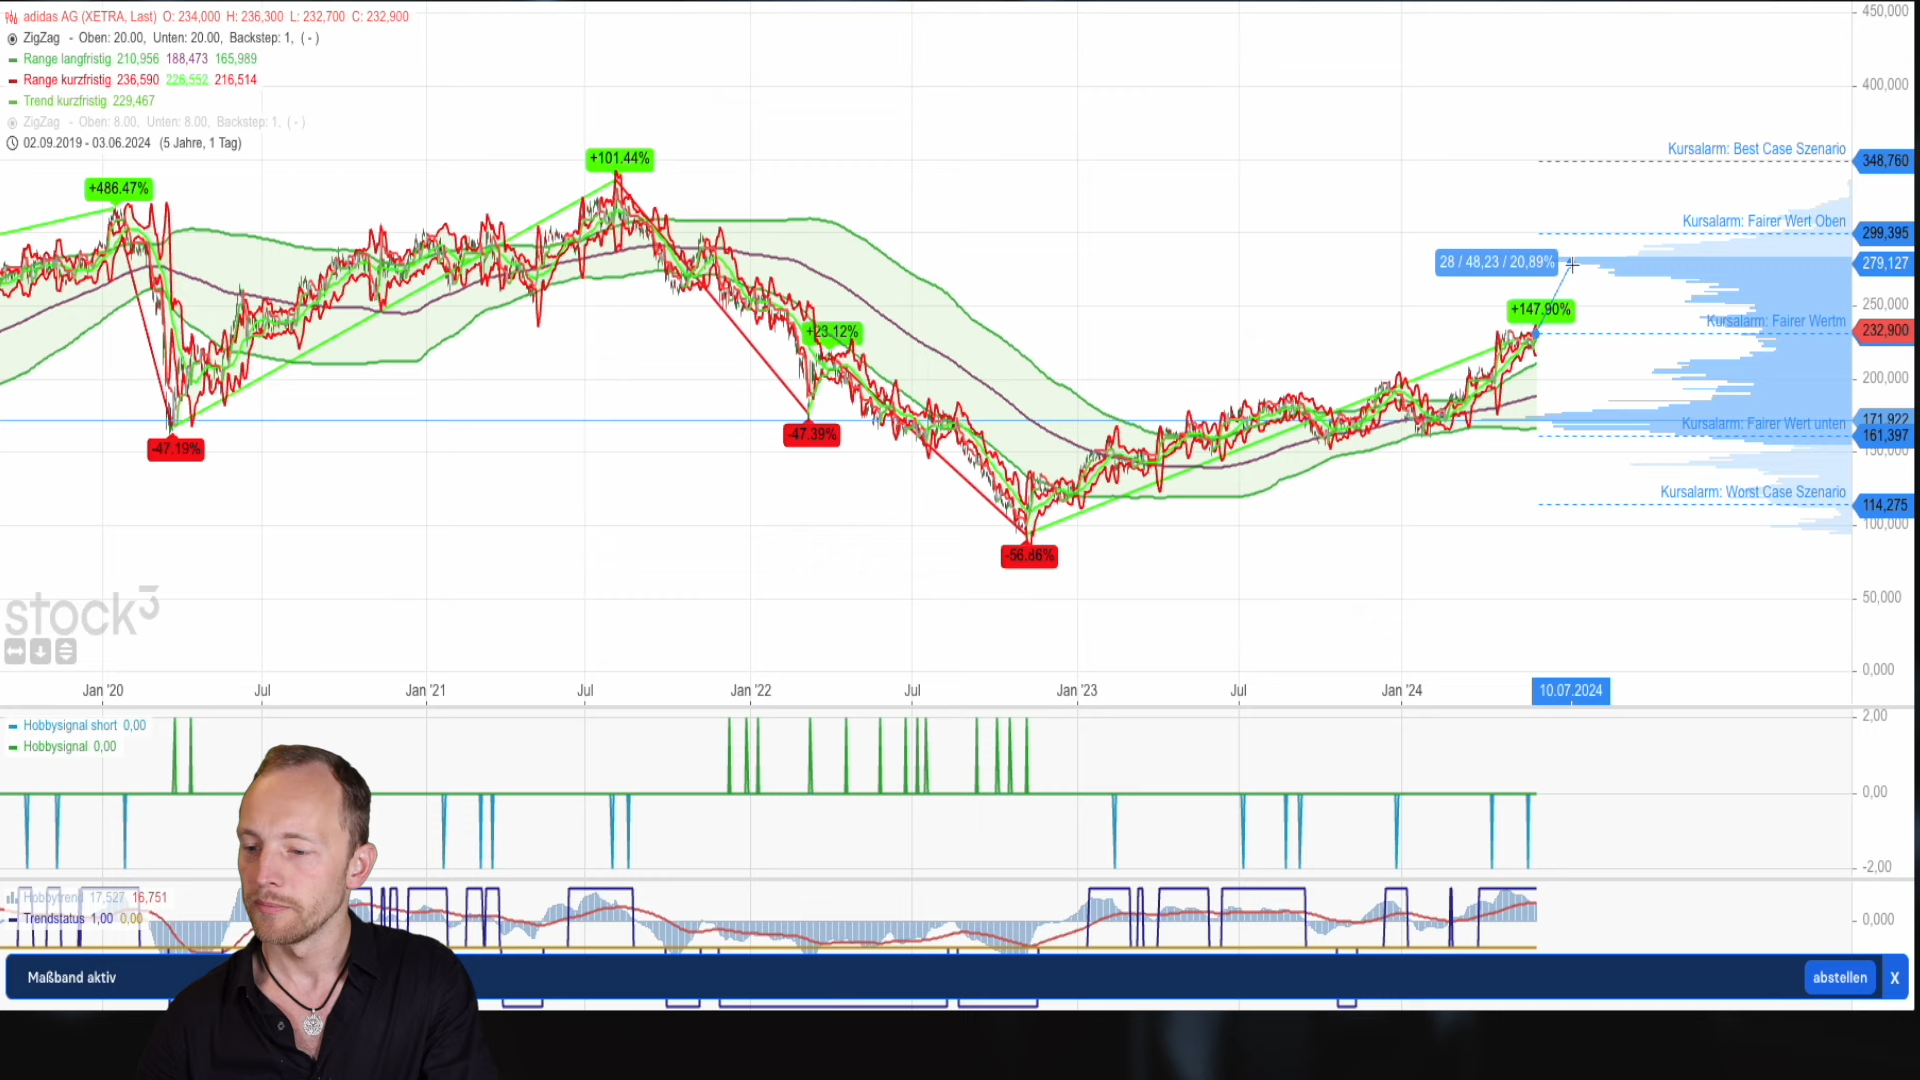 adidas AG (XETRA, Last) O: 234,000 H: 236,300 L: 232,700 C: 232,900
ZigZag - Oben: 20.00, Unten: 20.00, Backstep: 1, ( - )
Range langfristig 210,956 188,473 165,989
Range kurzfristig 236,590 226,552 216,514
Trend kurzfristig 229,467
ZigZag - Oben: 8.00, Unten: 8.00, Backstep: 1, ( - )
02.09.2019 - 03.06.2024 (5 Jahre, 1 Tag)
450,000
400,000
Kursalarm: Best Case Szenario
348,760
+101.44%
+486.47%
Kursalarm: Fairer Wert Oben
299,395
28 / 48,23 / 20,89%
279,127
250,000
+147.90%
Kursalarm: Fairer Wertm
232,900
+23.12%
200,000
171,922
Kursalarm: Fairer Wert unten
161,397
150,000
-47.39%
-47.19%
Kursalarm: Worst Case Szenario
114,275
100,000
-56.86%
50,000
stock3
0,000
Jan '20
Jul
Jan '21
Jul
Jan '22
Jul
Jan '23
Jul
Jan '24
10.07.2024
Hobbysignal short 0,00
Hobbysignal 0,00
2,00
0,00
-2,00
Hobbytrend 17,527 16,751
Trendstatus 1,00 0,00
0,000
Maßband aktiv
abstellen
X